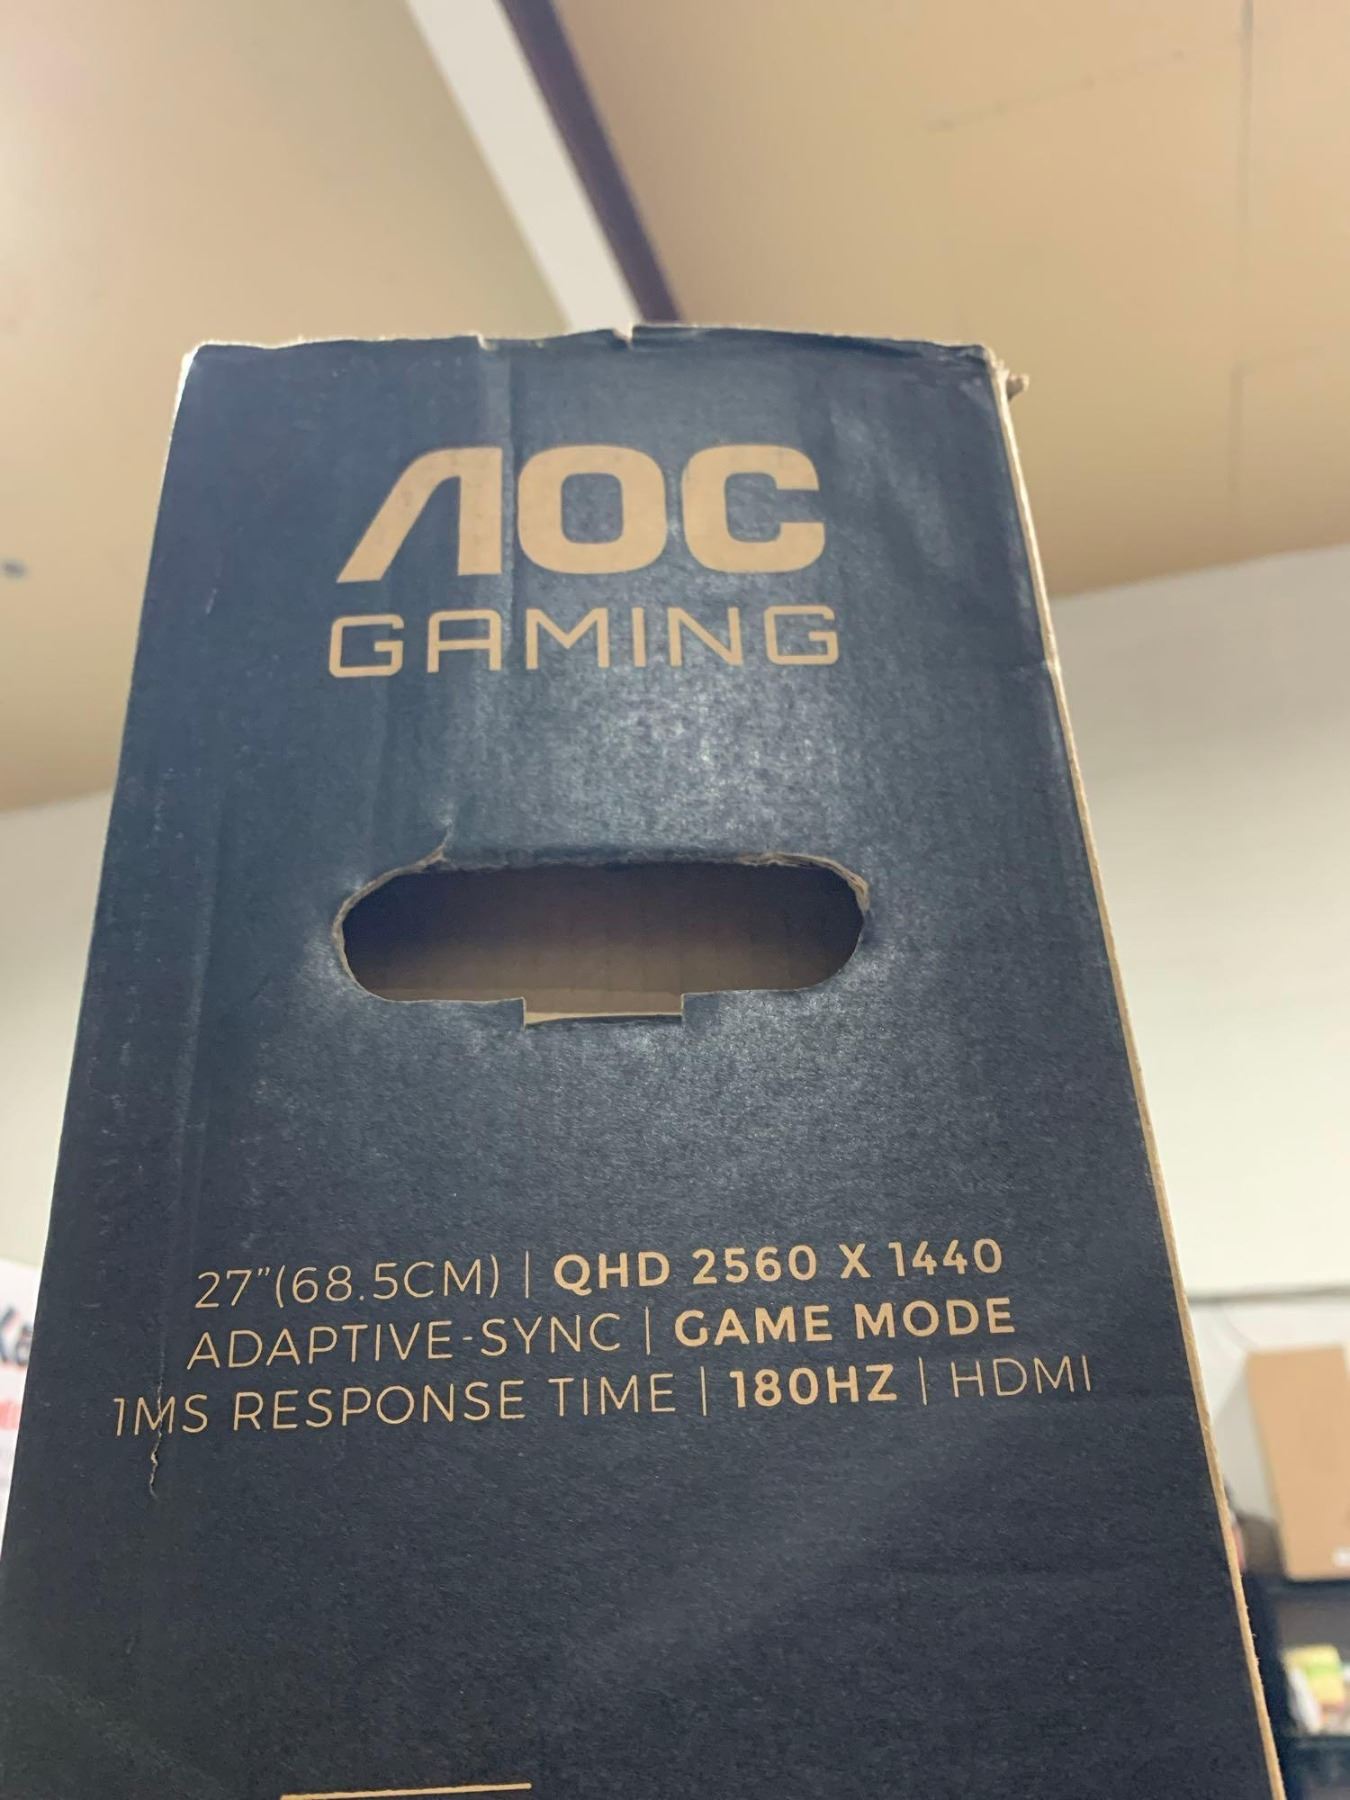 AOC
GAMING
27"(68.5CM) | QHD 2560 X 1440
ADAPTIVE-SYNC | GAME MODE
1MS RESPONSE TIME | 180HZ | HDMI